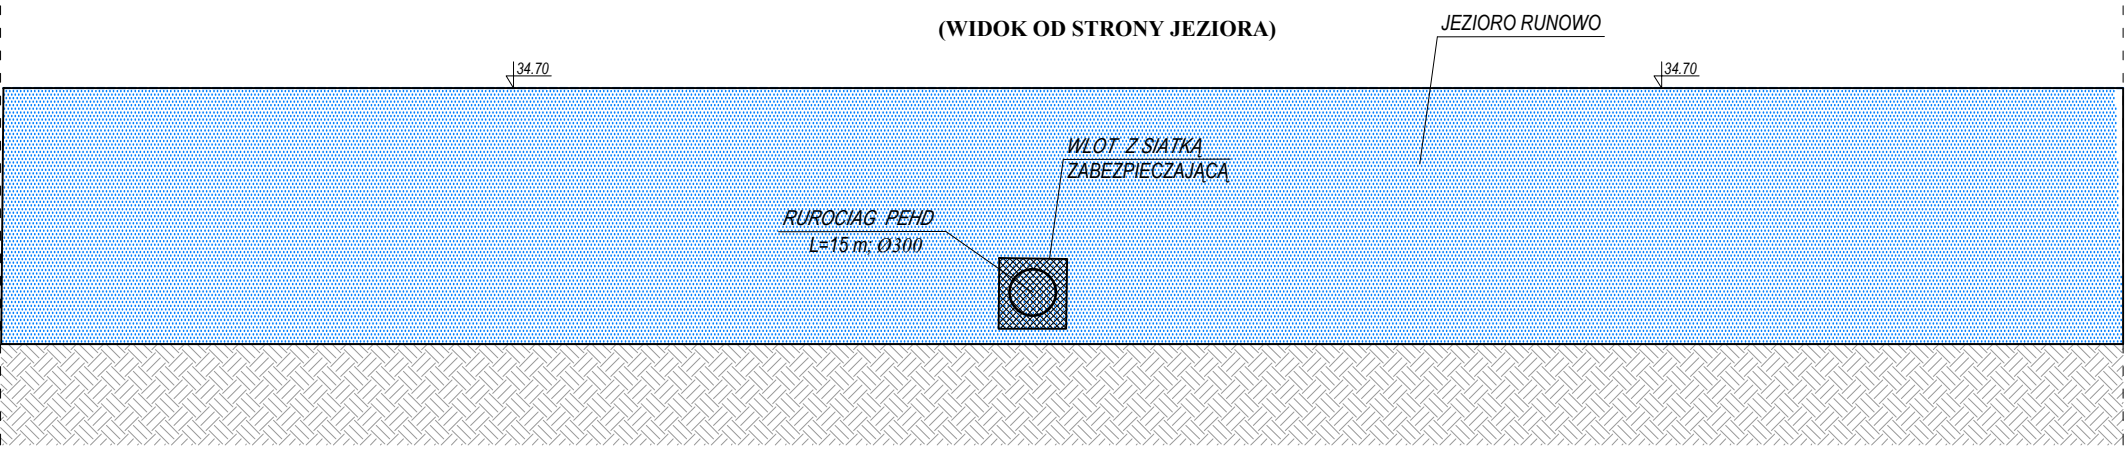 (WIDOK OD STRONY JEZIORA)
JEZIORO RUNOWO
34.70
34.70
WLOT Z SIATKĄ
ZABEZPIECZAJĄCĄ
RUROCIAG PEHD
L=15 m; Ø300